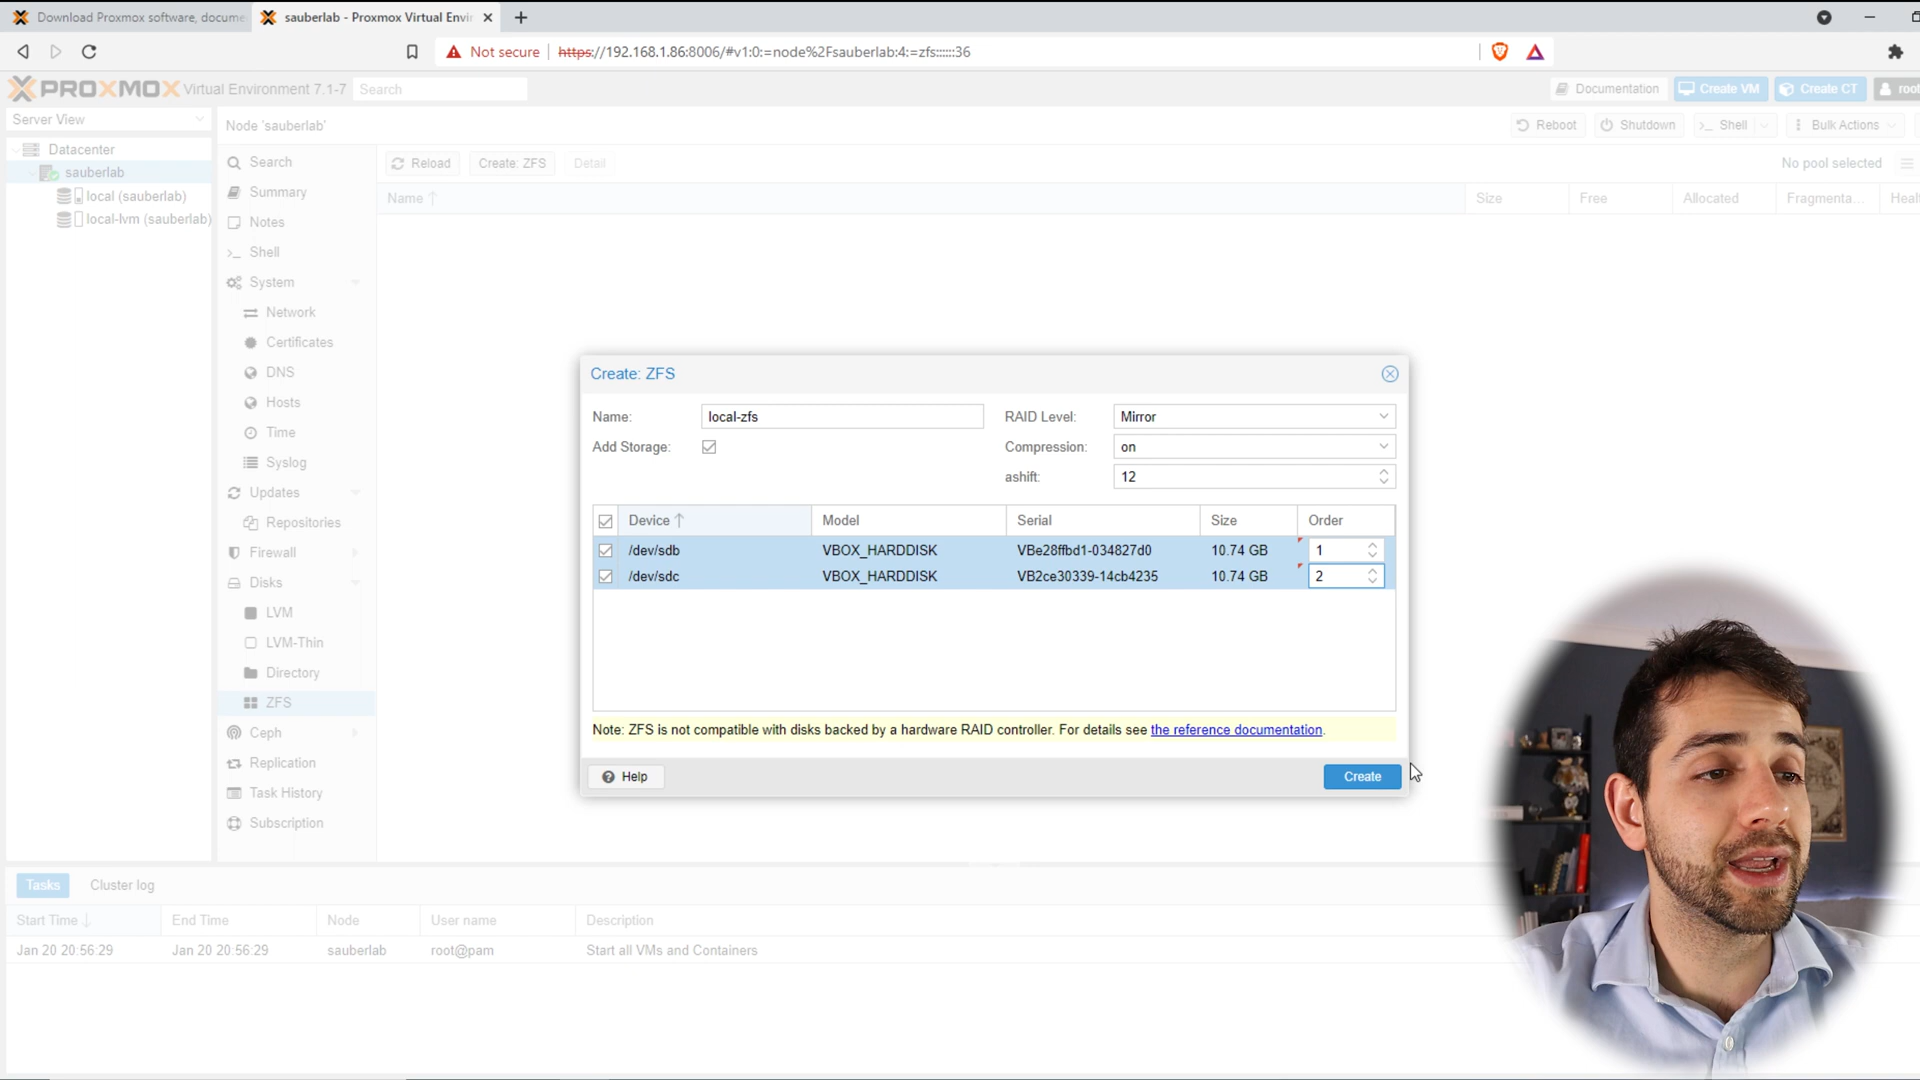 Download Proxmox software, docume
sauberlab - Proxmox Virtual Envir
Not secure https://192.168.1.86:8006/#v1:0:=node%2Fsauberlab:4:=zfs::::::36
PROXMOX Virtual Environment 7.1-7 Search Documentation Create VM Create CT root
Server View
Node 'sauberlab' Reboot Shutdown Shell Bulk Actions
Datacenter
sauberlab
local (sauberlab)
local-lvm (sauberlab)
Search
Summary
Notes
Shell
System
Network
Certificates
DNS
Hosts
Time
Syslog
Updates
Repositories
Firewall
Disks
LVM
LVM-Thin
Directory
ZFS
Ceph
Replication
Task History
Subscription
Reload Create: ZFS Detail No pool selected
Name Size Free Allocated Fragmenta... Healt
Create: ZFS
Name: local-zfs RAID Level: Mirror
Add Storage: Compression: on
ashift: 12
Device Model Serial Size Order
/dev/sdb VBOX_HARDDISK VBe28ffbd1-034827d0 10.74 GB 1
/dev/sdc VBOX_HARDDISK VB2ce30339-14cb4235 10.74 GB 2
Note: ZFS is not compatible with disks backed by a hardware RAID controller. For details see the reference documentation.
Help Create
Tasks Cluster log
Start Time End Time Node User name Description
Jan 20 20:56:29 Jan 20 20:56:29 sauberlab root@pam Start all VMs and Containers